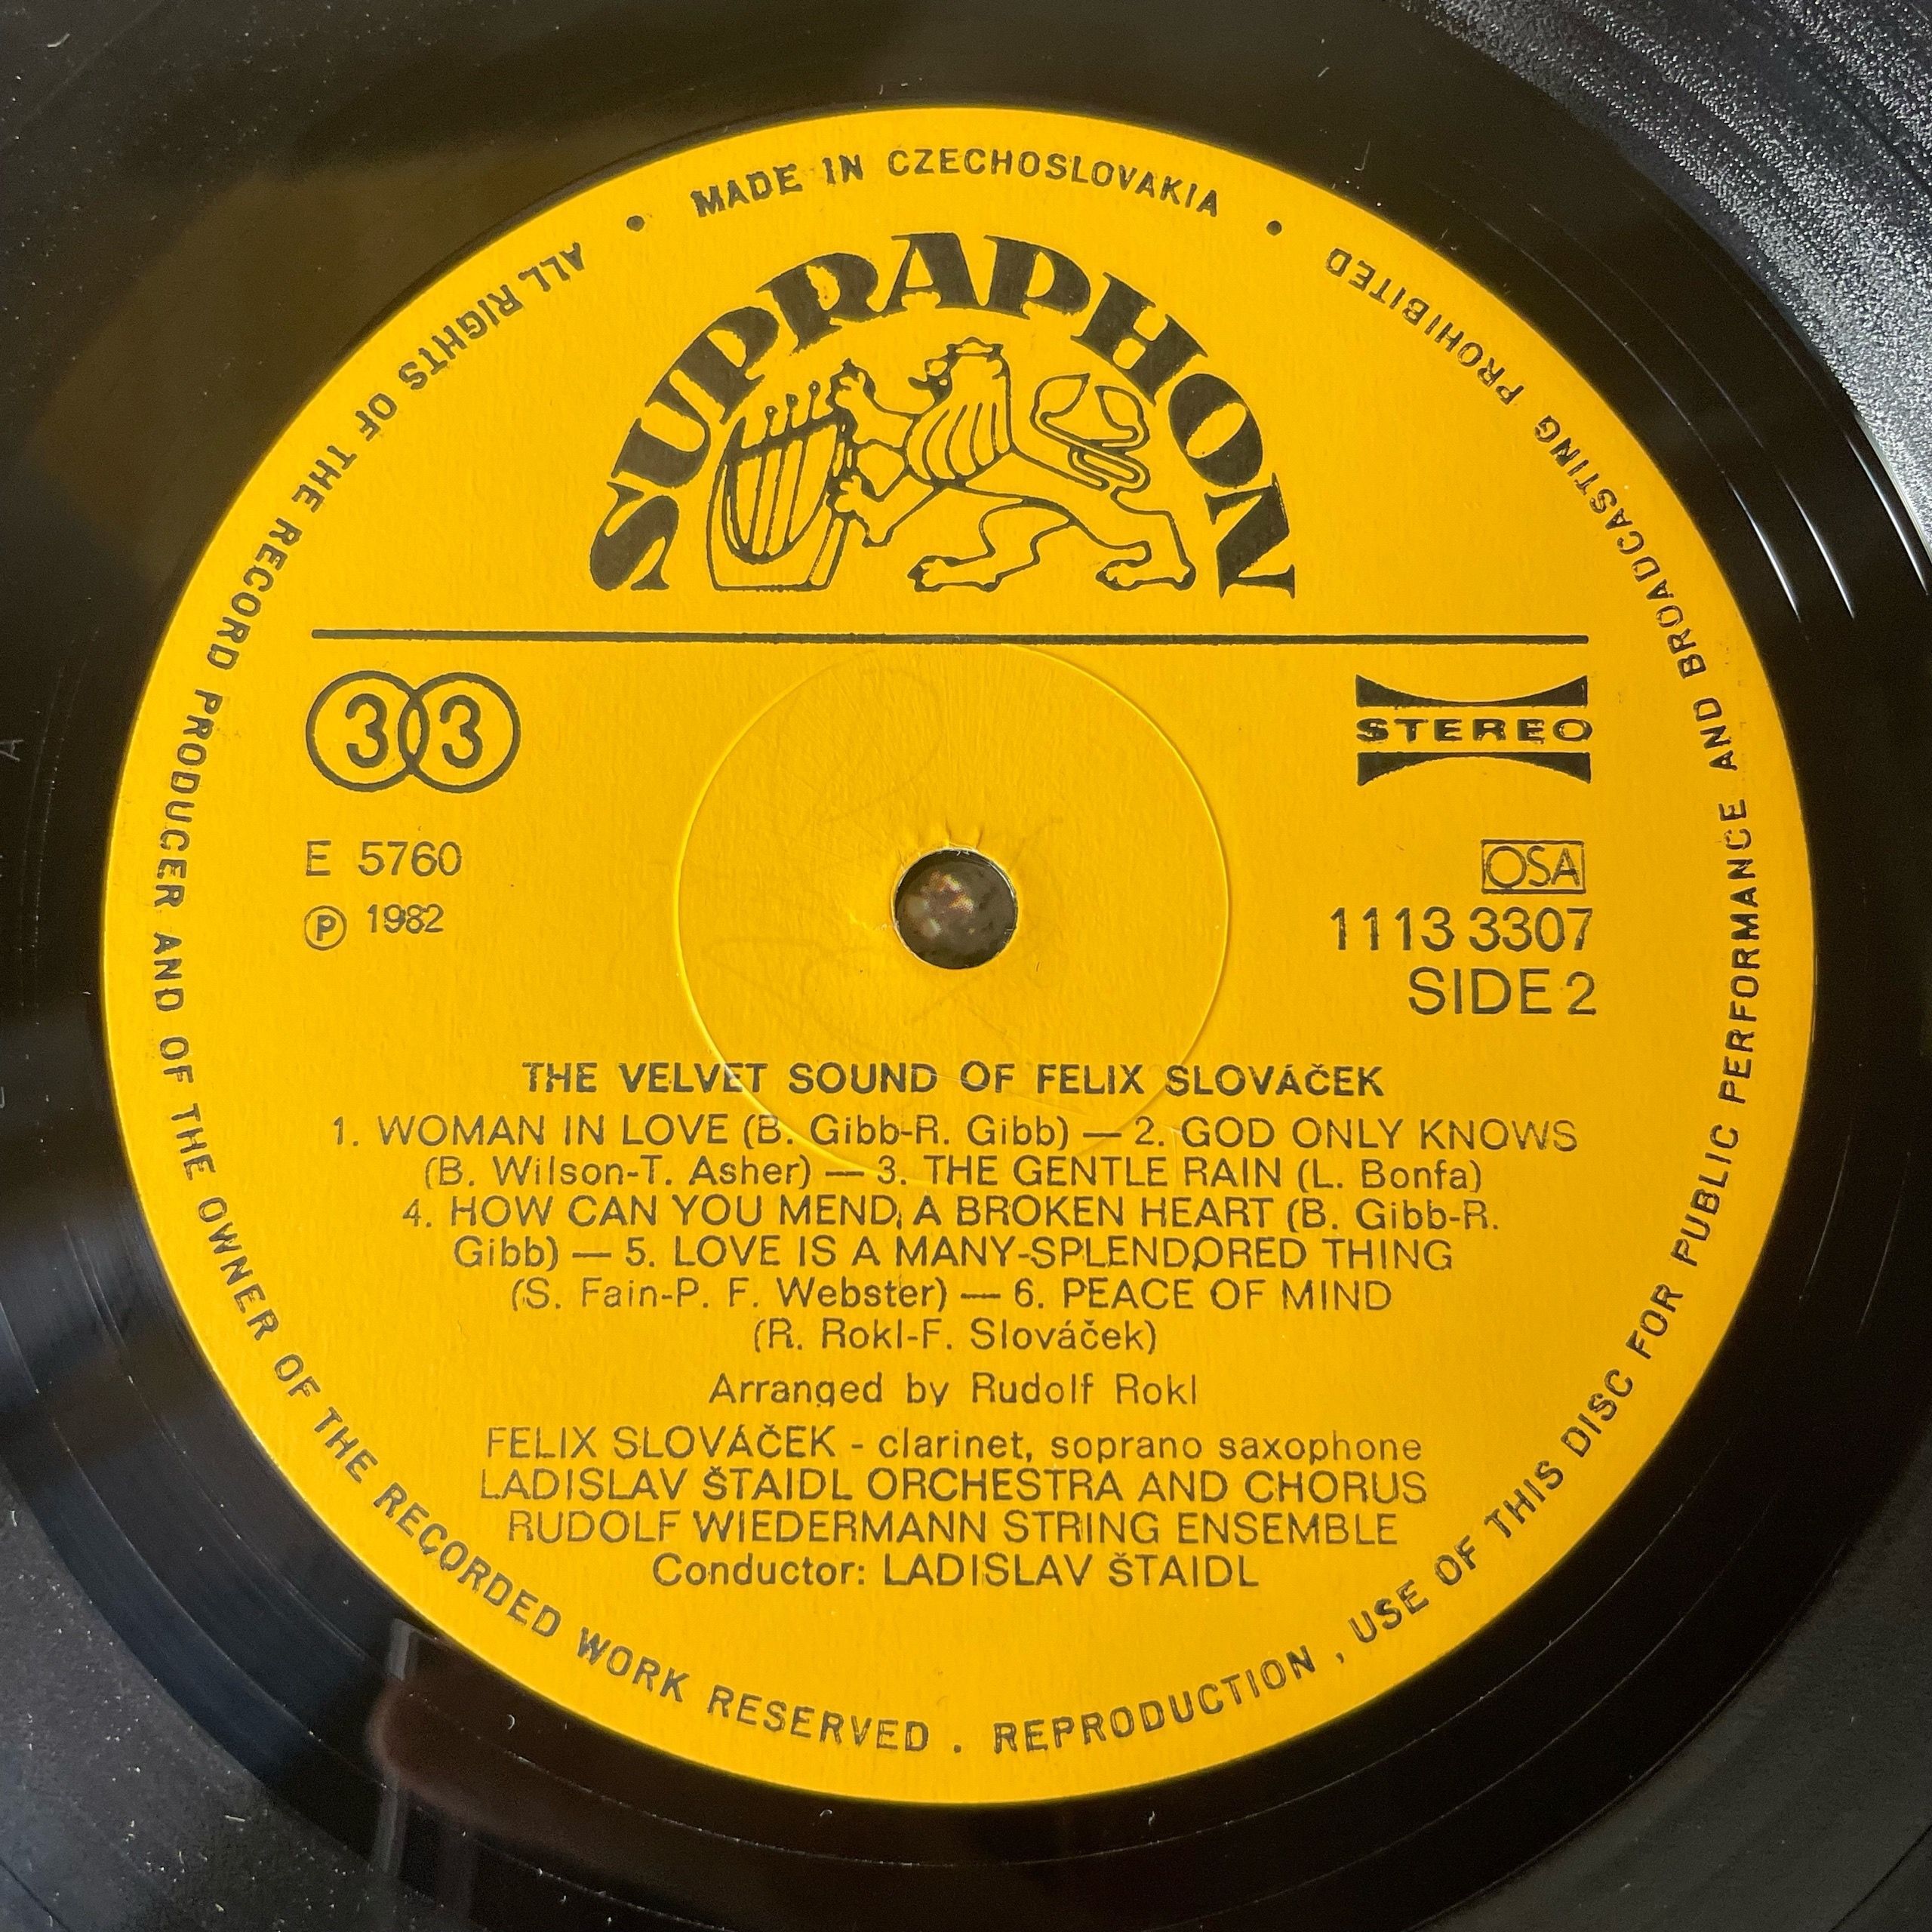 MADE IN CZECHOSLOVAKIA
ALL RIGHTS OF THE RECORD PRODUCER AND OF THE OWNER OF THE RECORDED WORK RESERVED . REPRODUCTION , USE OF THIS DISC FOR PUBLIC PERFORMANCE AND BROADCASTING PROHIBITED
SUPRAPHON
33
STEREO
E 5760
℗ 1982
OSA
1113 3307
SIDE 2
THE VELVET SOUND OF FELIX SLOVÁČEK
1. WOMAN IN LOVE (B. Gibb-R. Gibb) — 2. GOD ONLY KNOWS
(B. Wilson-T. Asher) — 3. THE GENTLE RAIN (L. Bonfa)
4. HOW CAN YOU MEND, A BROKEN HEART (B. Gibb-R.
Gibb) — 5. LOVE IS A MANY-SPLENDORED THING
(S. Fain-P. F. Webster) — 6. PEACE OF MIND
(R. Rokl-F. Slováček)
Arranged by Rudolf Rokl
FELIX SLOVÁČEK - clarinet, soprano saxophone
LADISLAV ŠTAIDL ORCHESTRA AND CHORUS
RUDOLF WIEDERMANN STRING ENSEMBLE
Conductor: LADISLAV ŠTAIDL